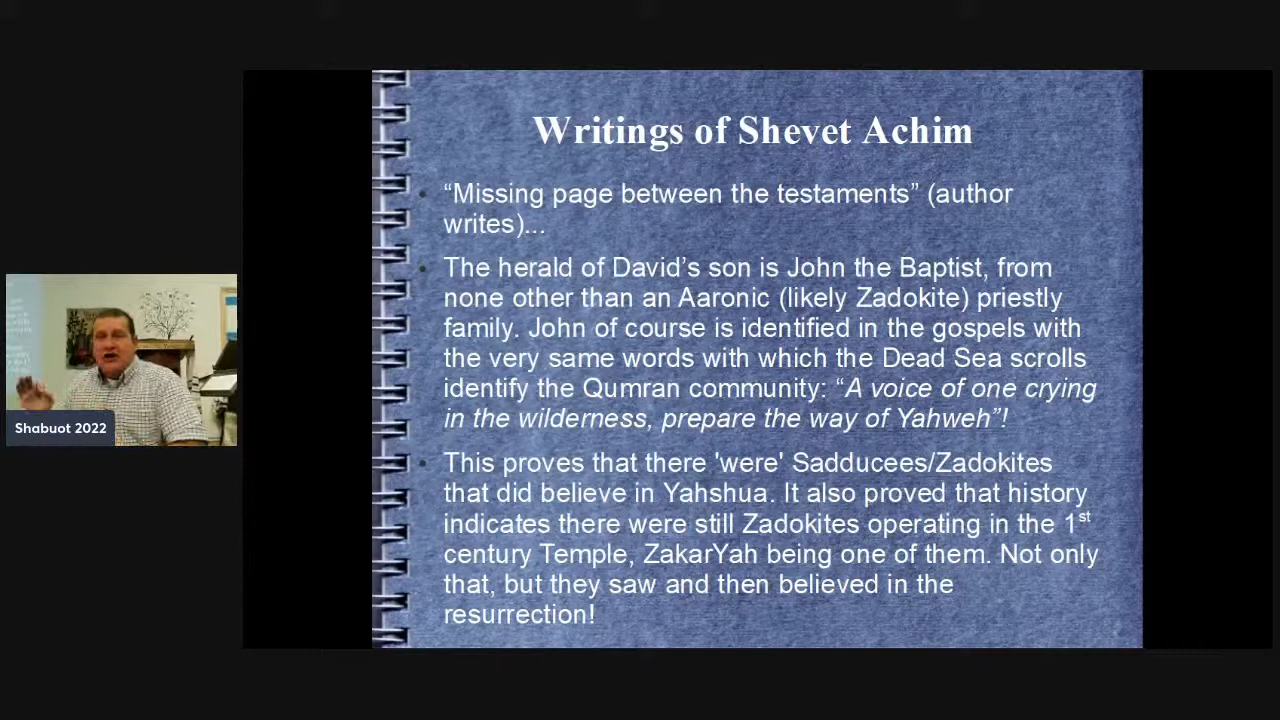 Writings of Shevet Achim
“Missing page between the testaments” (author
writes)...
The herald of David’s son is John the Baptist, from
none other than an Aaronic (likely Zadokite) priestly
family. John of course is identified in the gospels with
the very same words with which the Dead Sea scrolls
identify the Qumran community: “A voice of one crying
in the wilderness, prepare the way of Yahweh”!
This proves that there 'were' Sadducees/Zadokites
that did believe in Yahshua. It also proved that history
indicates there were still Zadokites operating in the 1st
century Temple, ZakarYah being one of them. Not only
that, but they saw and then believed in the
resurrection!
Shabuot 2022